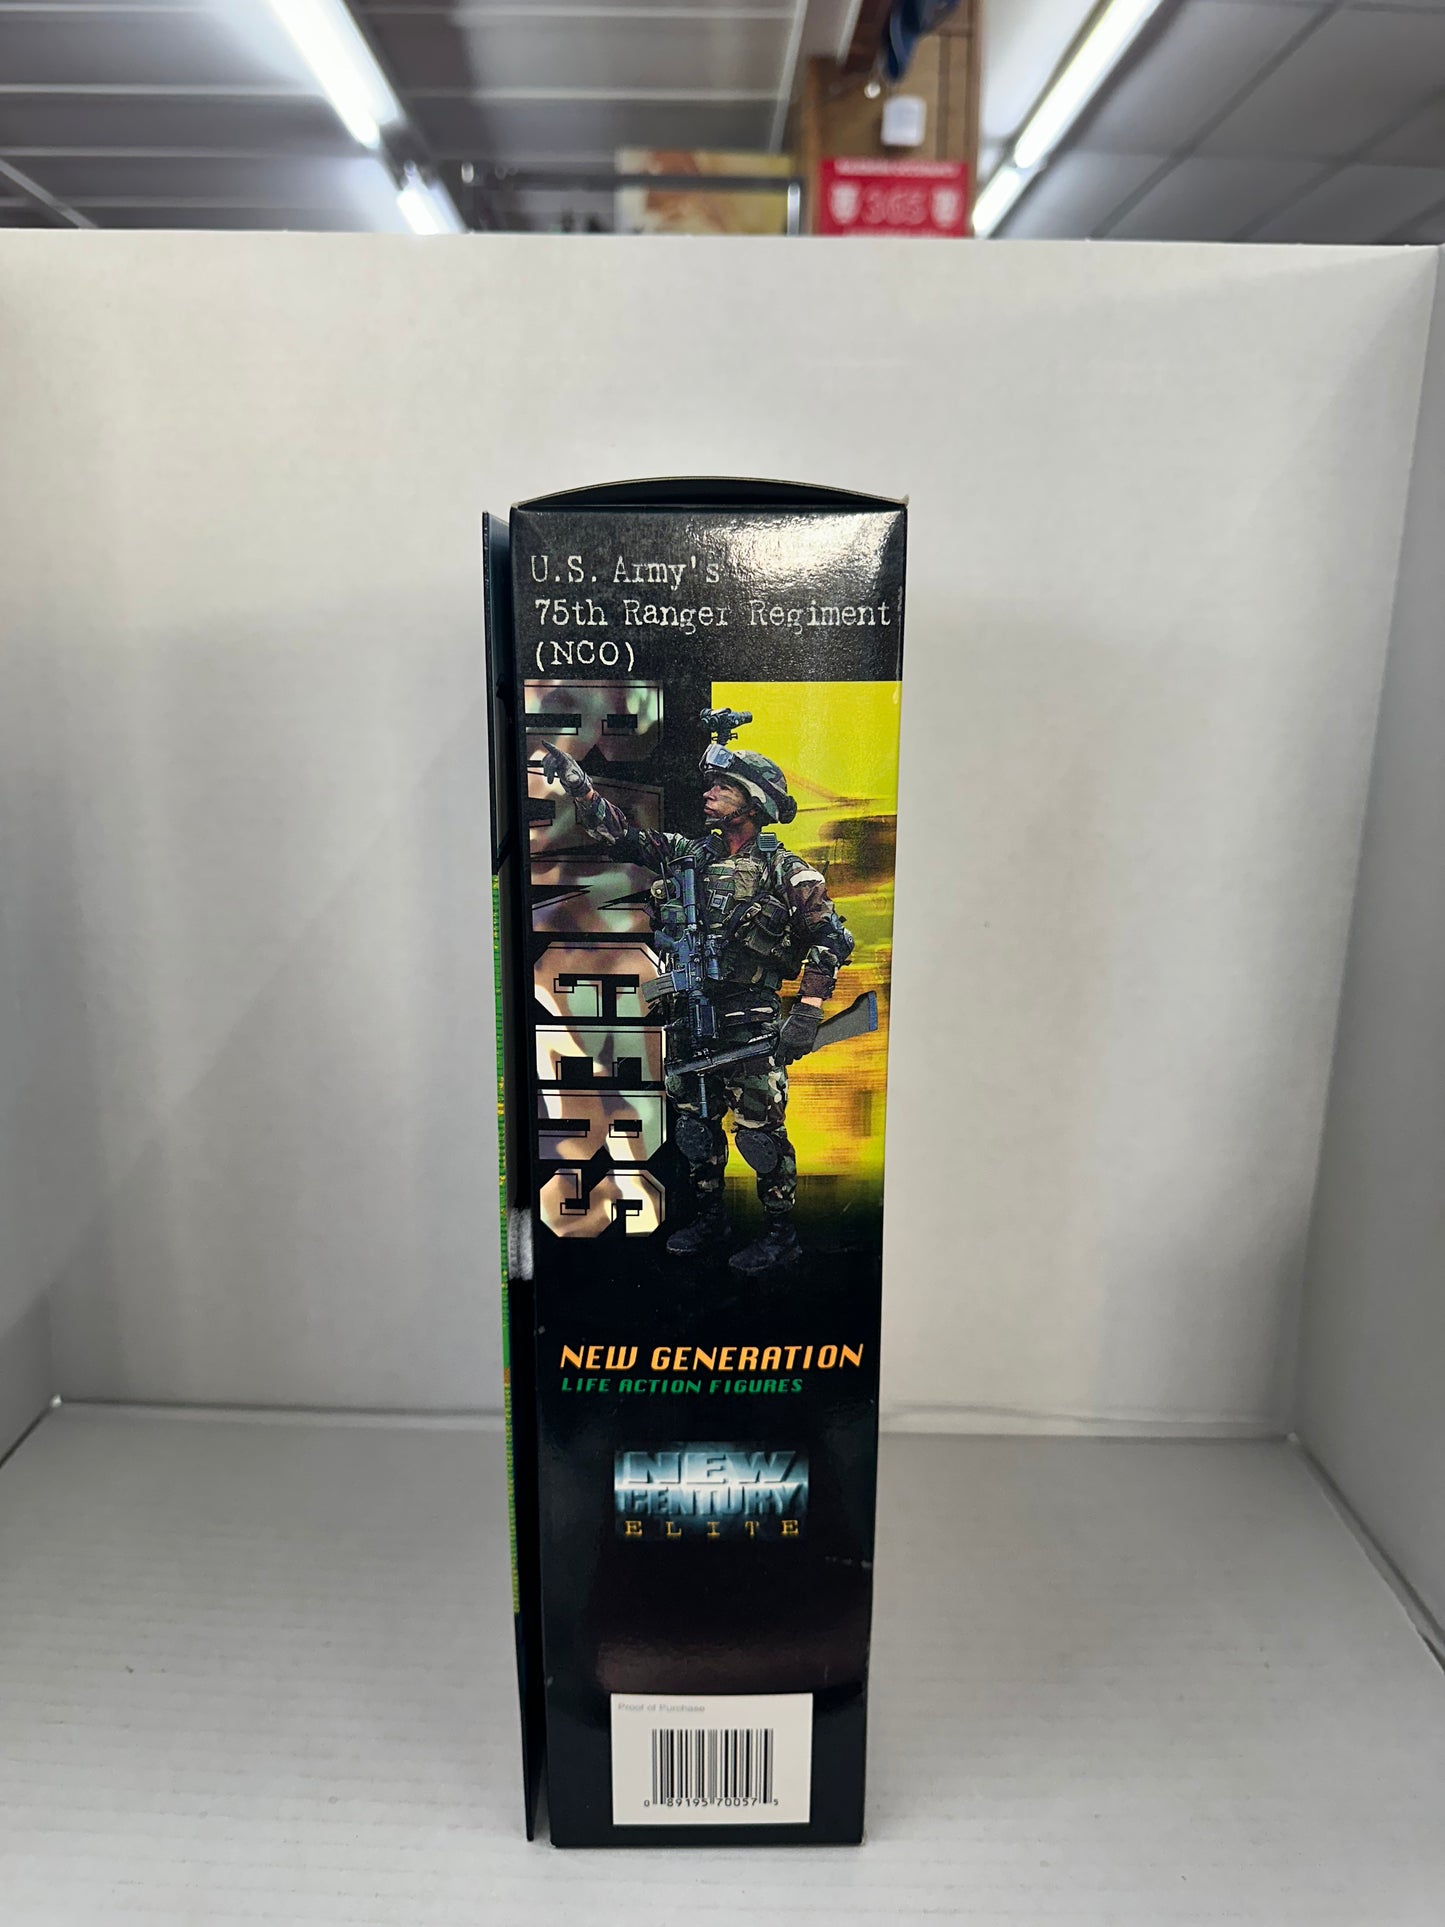 365
U.S. Army's
75th Ranger Regiment
(NCO)
RANGERS
NEW GENERATION
LIFE ACTION FIGURES
NEW
CENTURY
ELITE
Proof of Purchase
0 89195 70057 5